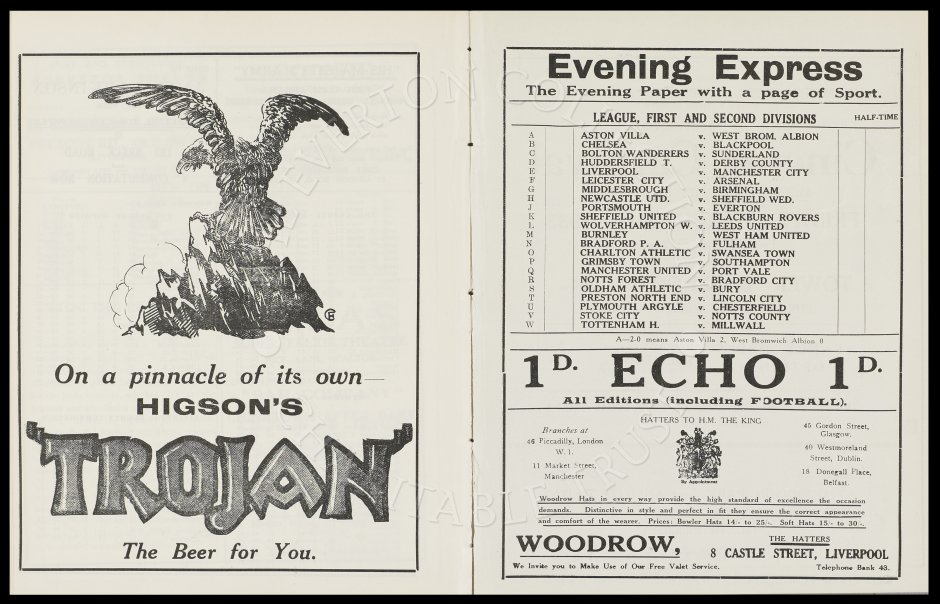 On a pinnacle of its own—
HIGSON'S
"TROJAN"
The Beer for You.
Evening Express
The Evening Paper with a page of Sport.
LEAGUE, FIRST AND SECOND DIVISIONS HALF-TIME
A ASTON VILLA v. WEST BROM. ALBION
B CHELSEA v. BLACKPOOL
C BOLTON WANDERERS v. SUNDERLAND
D HUDDERSFIELD T. v. DERBY COUNTY
E LIVERPOOL v. MANCHESTER CITY
F LEICESTER CITY v. ARSENAL
G MIDDLESBROUGH v. BIRMINGHAM
H NEWCASTLE UTD. v. SHEFFIELD WED.
J PORTSMOUTH v. EVERTON
K SHEFFIELD UNITED v. BLACKBURN ROVERS
L WOLVERHAMPTON W. v. LEEDS UNITED
M BURNLEY v. WEST HAM UNITED
N BRADFORD P. A. v. FULHAM
O CHARLTON ATHLETIC v. SWANSEA TOWN
P GRIMSBY TOWN v. SOUTHAMPTON
Q MANCHESTER UNITED v. PORT VALE
R NOTTS FOREST v. BRADFORD CITY
S OLDHAM ATHLETIC v. BURY
T PRESTON NORTH END v. LINCOLN CITY
U PLYMOUTH ARGYLE v. CHESTERFIELD
V STOKE CITY v. NOTTS COUNTY
W TOTTENHAM H. v. MILLWALL
A—2-0 means Aston Villa 2, West Bromwich Albion 0
1D. ECHO 1D.
All Editions (including FOOTBALL).
HATTERS TO H.M. THE KING
Branches at
46 Piccadilly, London
W.1.
11 Market Street,
Manchester
By Appointment
45 Gordon Street,
Glasgow.
40 Westmoreland
Street, Dublin.
18 Donegall Place,
Belfast.
Woodrow Hats in every way provide the high standard of excellence the occasion
demands. Distinctive in style and perfect in fit they ensure the correct appearance
and comfort of the wearer. Prices: Bowler Hats 14/- to 25/-. Soft Hats 15/- to 30/-.
WOODROW, THE HATTERS
8 CASTLE STREET, LIVERPOOL
We Invite you to Make Use of Our Free Valet Service. Telephone Bank 43.